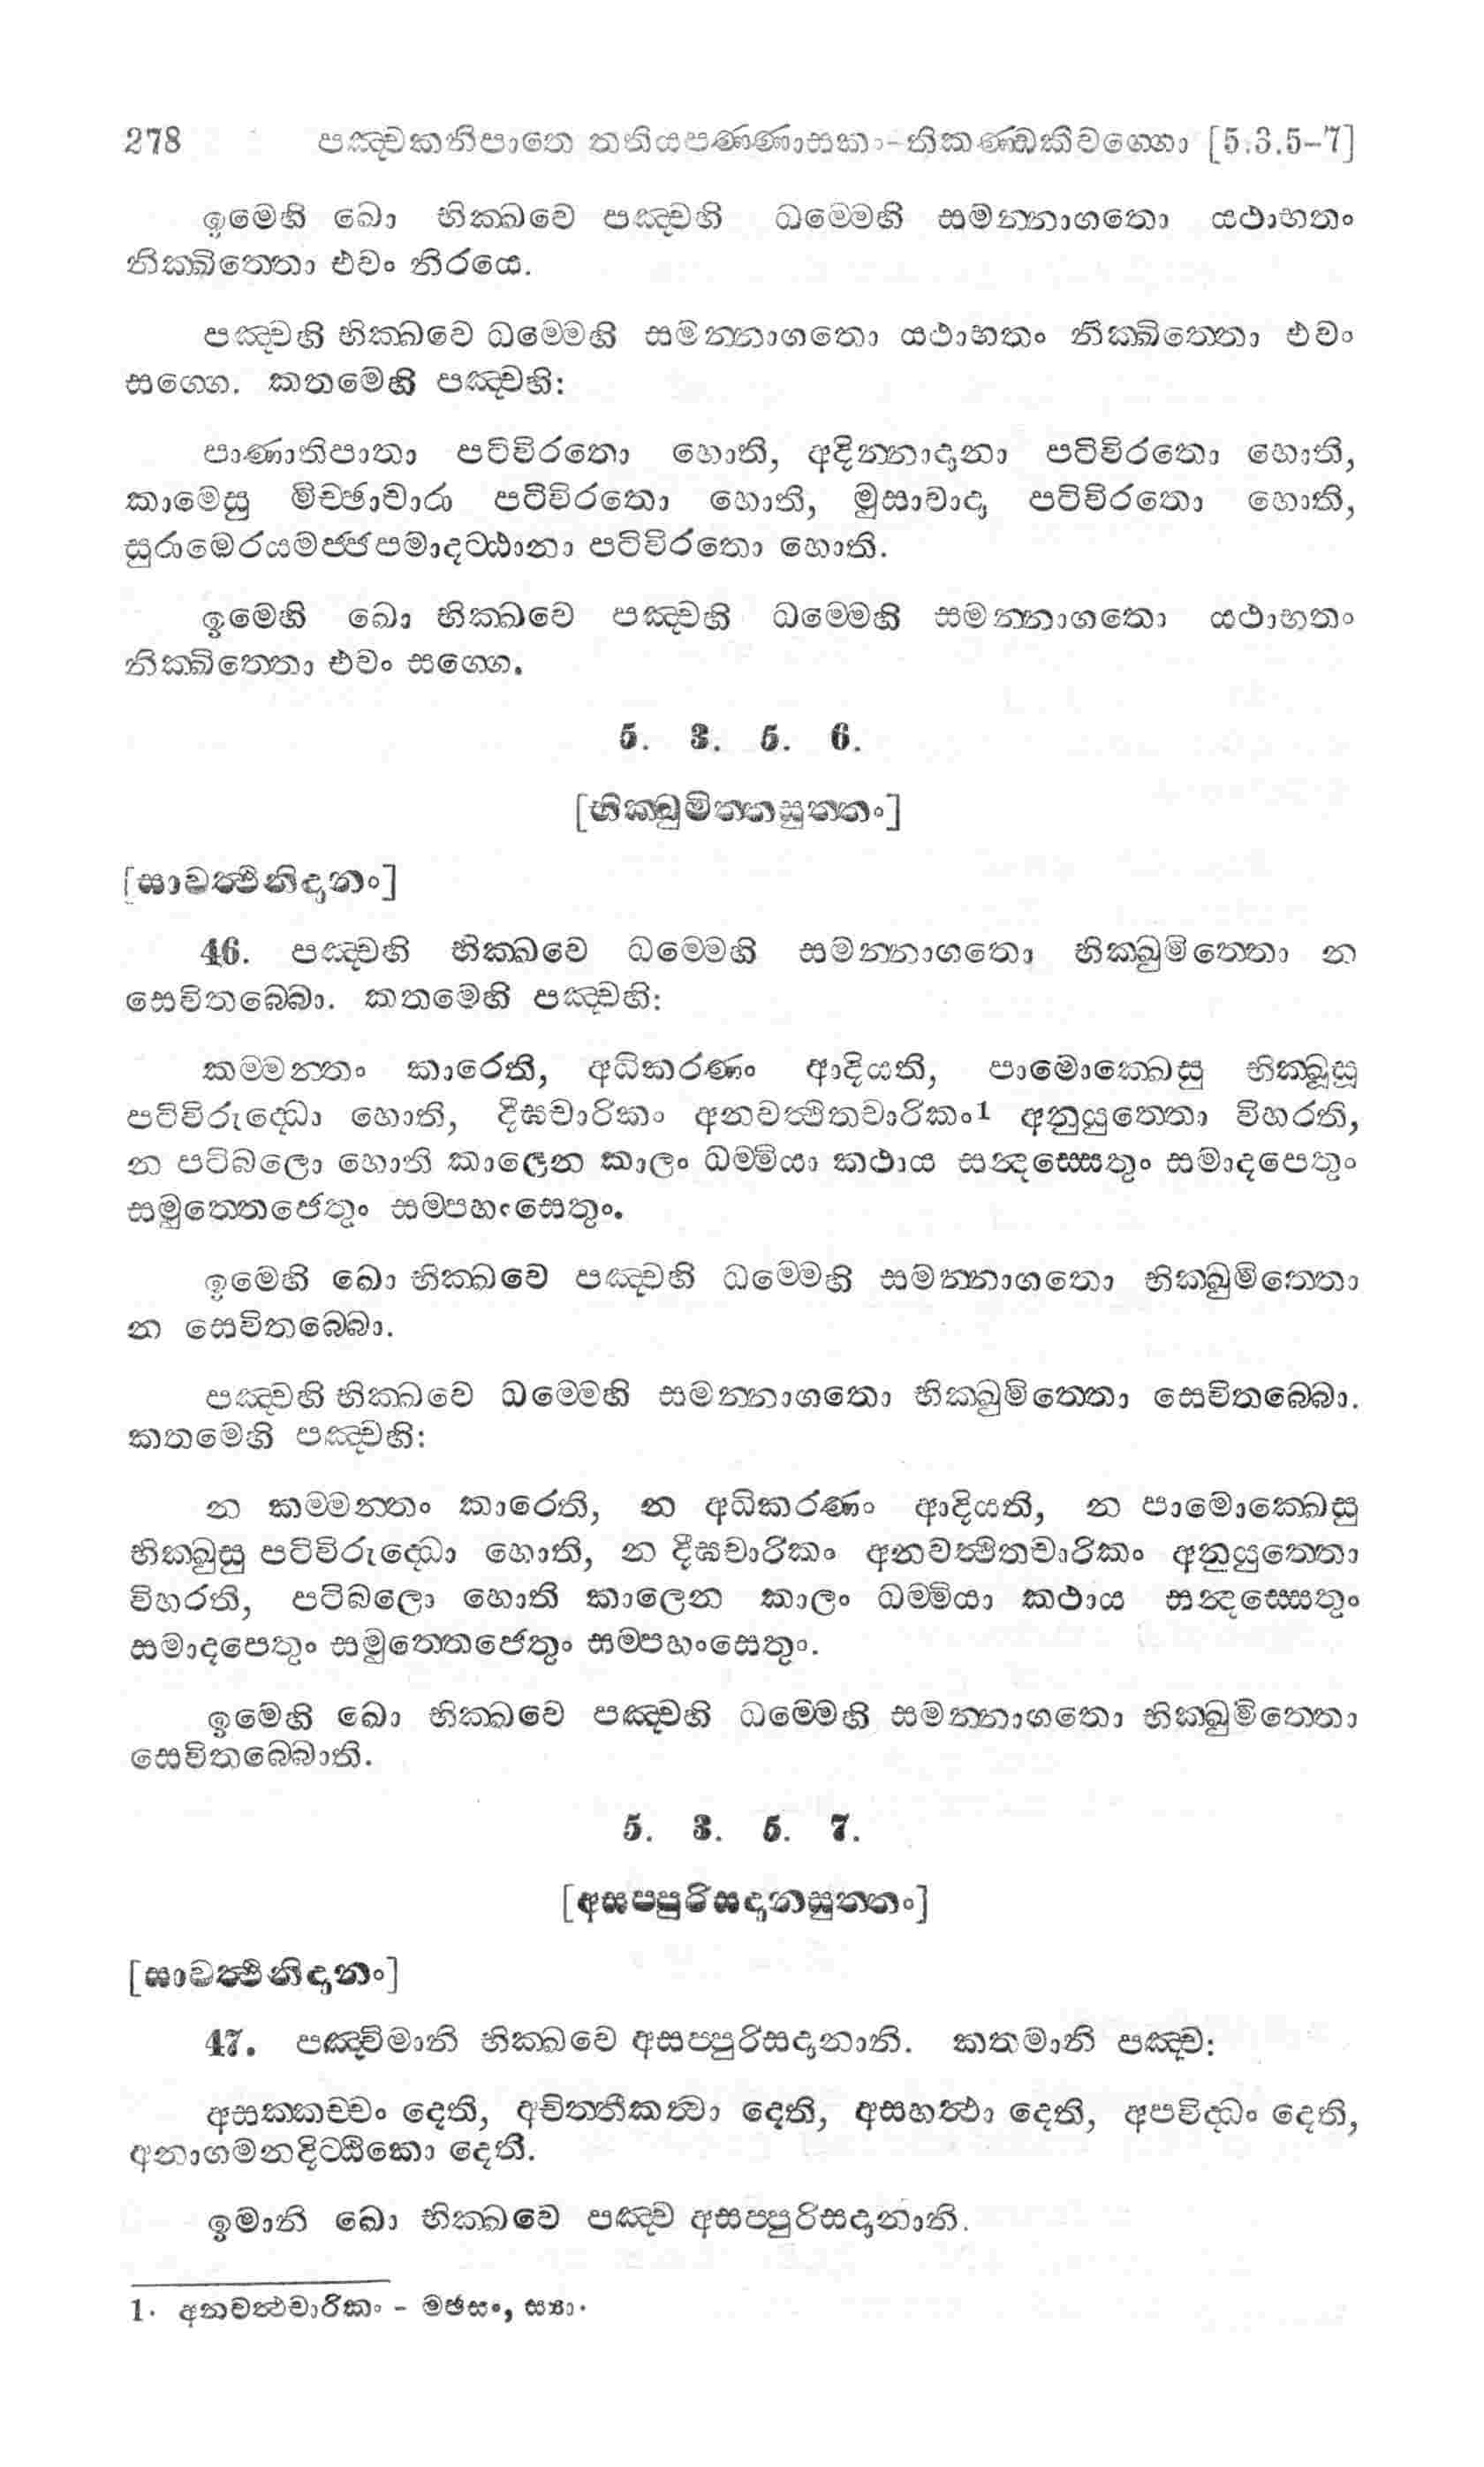 278 පඤ්චකනිපාතෙ තතියපණ්ණාසකා-තිකණ්ඩකීවග්ගො [5.3.5-7]
ඉමෙහි ඛො භික්ඛවෙ පඤ්චහි ධම්මෙහි සමන්නාගතො යථාභතං
නික්ඛිත්තො එවං නිරයෙ.
පඤ්චහි භික්ඛවෙ ධම්මෙහි සමන්නාගතො යථාභතං නික්ඛිත්තො එවං
සග්ගෙ. කතමෙහි පඤ්චහි:
පාණාතිපාතා පටිවිරතො හොති, අදින්නාදානා පටිවිරතො හොති,
කාමෙසු මිච්ඡාචාරා පටිවිරතො හොති, මුසාවාදා පටිවිරතො හොති,
සුරාමෙරයමජ්ජපමාදට්ඨානා පටිවිරතො හොති.
ඉමෙහි ඛො භික්ඛවෙ පඤ්චහි ධම්මෙහි සමන්නාගතො යථාභතං
නික්ඛිත්තො එවං සග්ගෙ.
5. 3. 5. 6.
[භික්ඛුමිත්තසුත්තං]
[සාවත්ථිනිදානං]
46. පඤ්චහි භික්ඛවෙ ධම්මෙහි සමන්නාගතො භික්ඛුමිත්තො න
සෙවිතබ්බො. කතමෙහි පඤ්චහි:
කම්මන්තං කාරෙති, අධිකරණං ආදියති, පාමොක්ඛෙසු භික්ඛූසු
පටිවිරුද්ධො හොති, දීඝචාරිකං අනවත්ථිතචාරිකං1 අනුයුත්තො විහරති,
න පටිබලො හොති කාලෙන කාලං ධම්මියා කථාය සන්දස්සෙතුං සමාදපෙතුං
සමුත්තෙජෙතුං සම්පහංසෙතුං.
ඉමෙහි ඛො භික්ඛවෙ පඤ්චහි ධම්මෙහි සමන්නාගතො භික්ඛුමිත්තො
න සෙවිතබ්බො.
පඤ්චහි භික්ඛවෙ ධම්මෙහි සමන්නාගතො භික්ඛුමිත්තො සෙවිතබ්බො.
කතමෙහි පඤ්චහි:
න කම්මන්තං කාරෙති, න අධිකරණං ආදියති, න පාමොක්ඛෙසු
භික්ඛුසු පටිවිරුද්ධො හොති, න දීඝචාරිකං අනවත්ථිතචාරිකං අනුයුත්තො
විහරති, පටිබලො හොති කාලෙන කාලං ධම්මියා කථාය සන්දස්සෙතුං
සමාදපෙතුං සමුත්තෙජෙතුං සම්පහංසෙතුං.
ඉමෙහි ඛො භික්ඛවෙ පඤ්චහි ධම්මෙහි සමන්නාගතො භික්ඛුමිත්තො
සෙවිතබ්බොති.
5. 3. 5. 7.
[අසප්පුරිසදානසුත්තං]
[සාවත්ථිනිදානං]
47. පඤ්චිමානි භික්ඛවෙ අසප්පුරිසදානානි. කතමානි පඤ්ච:
අසක්කච්චං දෙති, අචිත්තීකත්වා දෙති, අසහත්ථා දෙති, අපවිද්ධං දෙති,
අනාගමනදිට්ඨිකො දෙති.
ඉමානි ඛො භික්ඛවෙ පඤ්ච අසප්පුරිසදානානි.
1. අනවත්ථචාරිකං - මඡසං, ස්‍යා.